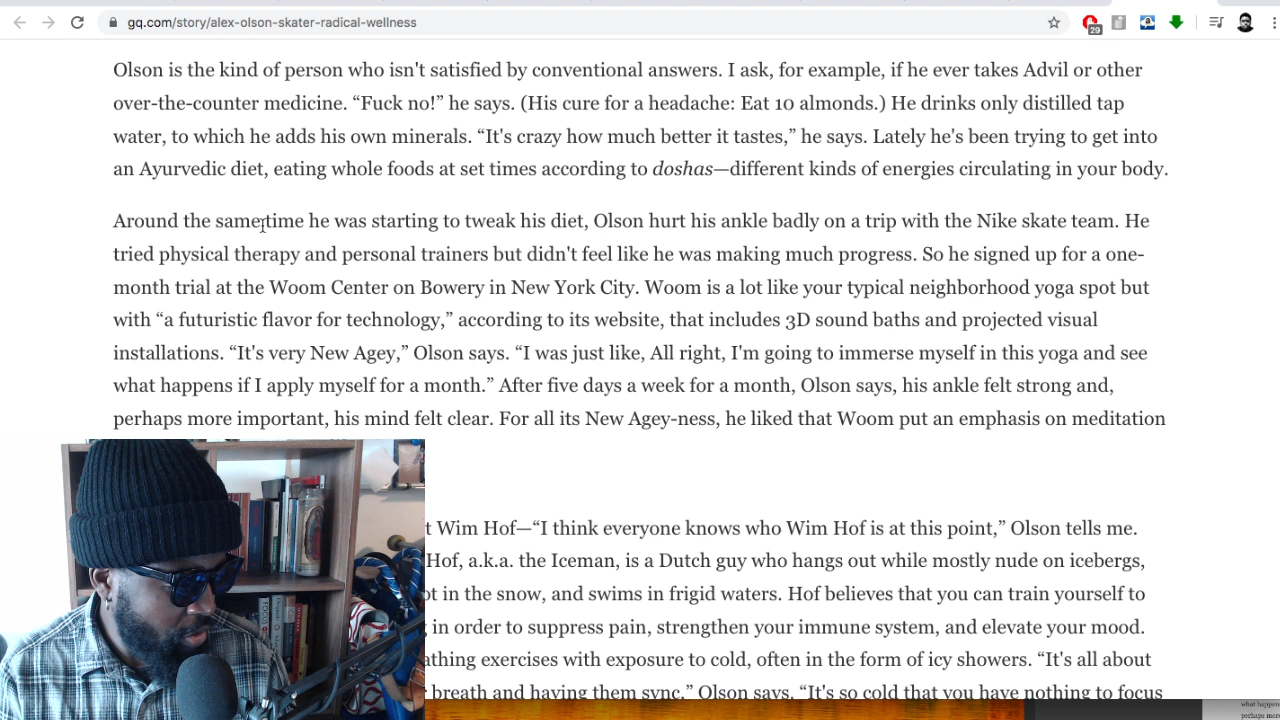 gq.com/story/alex-olson-skater-radical-wellness
29
Olson is the kind of person who isn't satisfied by conventional answers. I ask, for example, if he ever takes Advil or other
over-the-counter medicine. “Fuck no!” he says. (His cure for a headache: Eat 10 almonds.) He drinks only distilled tap
water, to which he adds his own minerals. “It's crazy how much better it tastes,” he says. Lately he's been trying to get into
an Ayurvedic diet, eating whole foods at set times according to doshas—different kinds of energies circulating in your body.
Around the same time he was starting to tweak his diet, Olson hurt his ankle badly on a trip with the Nike skate team. He
tried physical therapy and personal trainers but didn't feel like he was making much progress. So he signed up for a one-
month trial at the Woom Center on Bowery in New York City. Woom is a lot like your typical neighborhood yoga spot but
with “a futuristic flavor for technology,” according to its website, that includes 3D sound baths and projected visual
installations. “It's very New Agey,” Olson says. “I was just like, All right, I'm going to immerse myself in this yoga and see
what happens if I apply myself for a month.” After five days a week for a month, Olson says, his ankle felt strong and,
perhaps more important, his mind felt clear. For all its New Agey-ness, he liked that Woom put an emphasis on meditation
t Wim Hof—“I think everyone knows who Wim Hof is at this point,” Olson tells me.
Hof, a.k.a. the Iceman, is a Dutch guy who hangs out while mostly nude on icebergs,
ot in the snow, and swims in frigid waters. Hof believes that you can train yourself to
in order to suppress pain, strengthen your immune system, and elevate your mood.
athing exercises with exposure to cold, often in the form of icy showers. “It's all about
r breath and having them sync,” Olson says. “It's so cold that you have nothing to focus
what happen
perhaps more